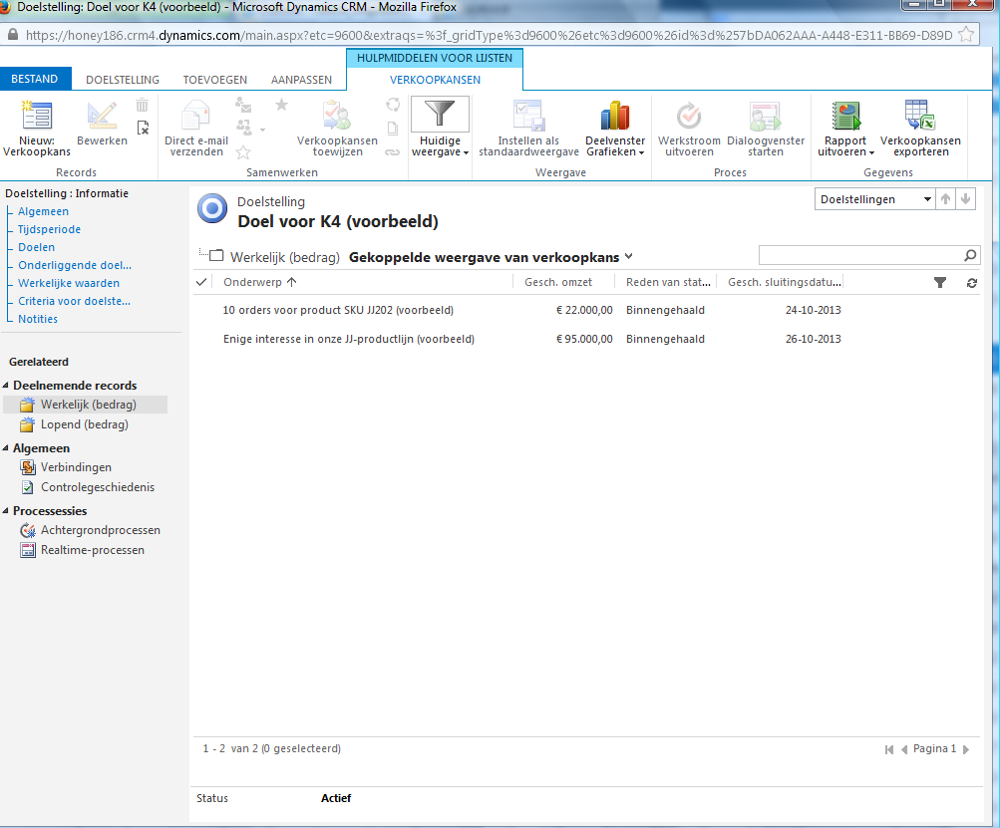 Doelstelling: Doel voor K4 (voorbeeld) - Microsoft Dynamics CRM - Mozilla Firefox
https://honey186.crm4.dynamics.com/main.aspx?etc=9600&extraqs=%3f_gridType%3d9600%26etc%3d9600%26id%3d%257bDA062AAA-A448-E311-BB69-D89D
HULPMIDDELEN VOOR LIJSTEN
BESTAND DOELSTELLING TOEVOEGEN AANPASSEN VERKOOPKANSEN
Nieuw: Verkoopkans
Bewerken
Direct e-mail verzenden
Verkoopkansen toewijzen
Huidige weergave
Instellen als standaardweergave
Deelvenster Grafieken
Werkstroom uitvoeren
Dialoogvenster starten
Rapport uitvoeren
Verkoopkansen exporteren
Records Samenwerken Weergave Proces Gegevens
Doelstelling : Informatie
Algemeen
Tijdsperiode
Doelen
Onderliggende doel...
Werkelijke waarden
Criteria voor doelste...
Notities
Gerelateerd
Deelnemende records
Werkelijk (bedrag)
Lopend (bedrag)
Algemeen
Verbindingen
Controlegeschiedenis
Processessies
Achtergrondprocessen
Realtime-processen
Doelstelling
Doel voor K4 (voorbeeld)
Doelstellingen
Werkelijk (bedrag) Gekoppelde weergave van verkoopkans
Onderwerp Gesch. omzet Reden van stat... Gesch. sluitingsdatu...
10 orders voor product SKU JJ202 (voorbeeld) € 22.000,00 Binnengehaald 24-10-2013
Enige interesse in onze JJ-productlijn (voorbeeld) € 95.000,00 Binnengehaald 26-10-2013
1 - 2 van 2 (0 geselecteerd) Pagina 1
Status Actief